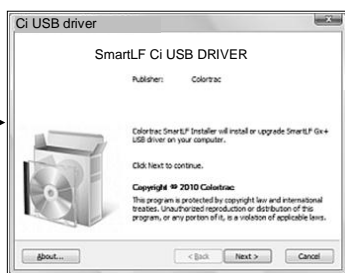 Ci USB driver
SmartLF Ci USB DRIVER
Publisher: Colortrac
Colortrac SmartLF Installer will install or upgrade SmartLF Gx+
USB driver on your computer.
Click Next to continue.
Copyright © 2010 Colortrac
This program is protected by copyright law and international
treaties. Unauthorized reproduction or distribution of this
program, or any portion of it, is a violation of applicable laws.
About... < Back Next > Cancel